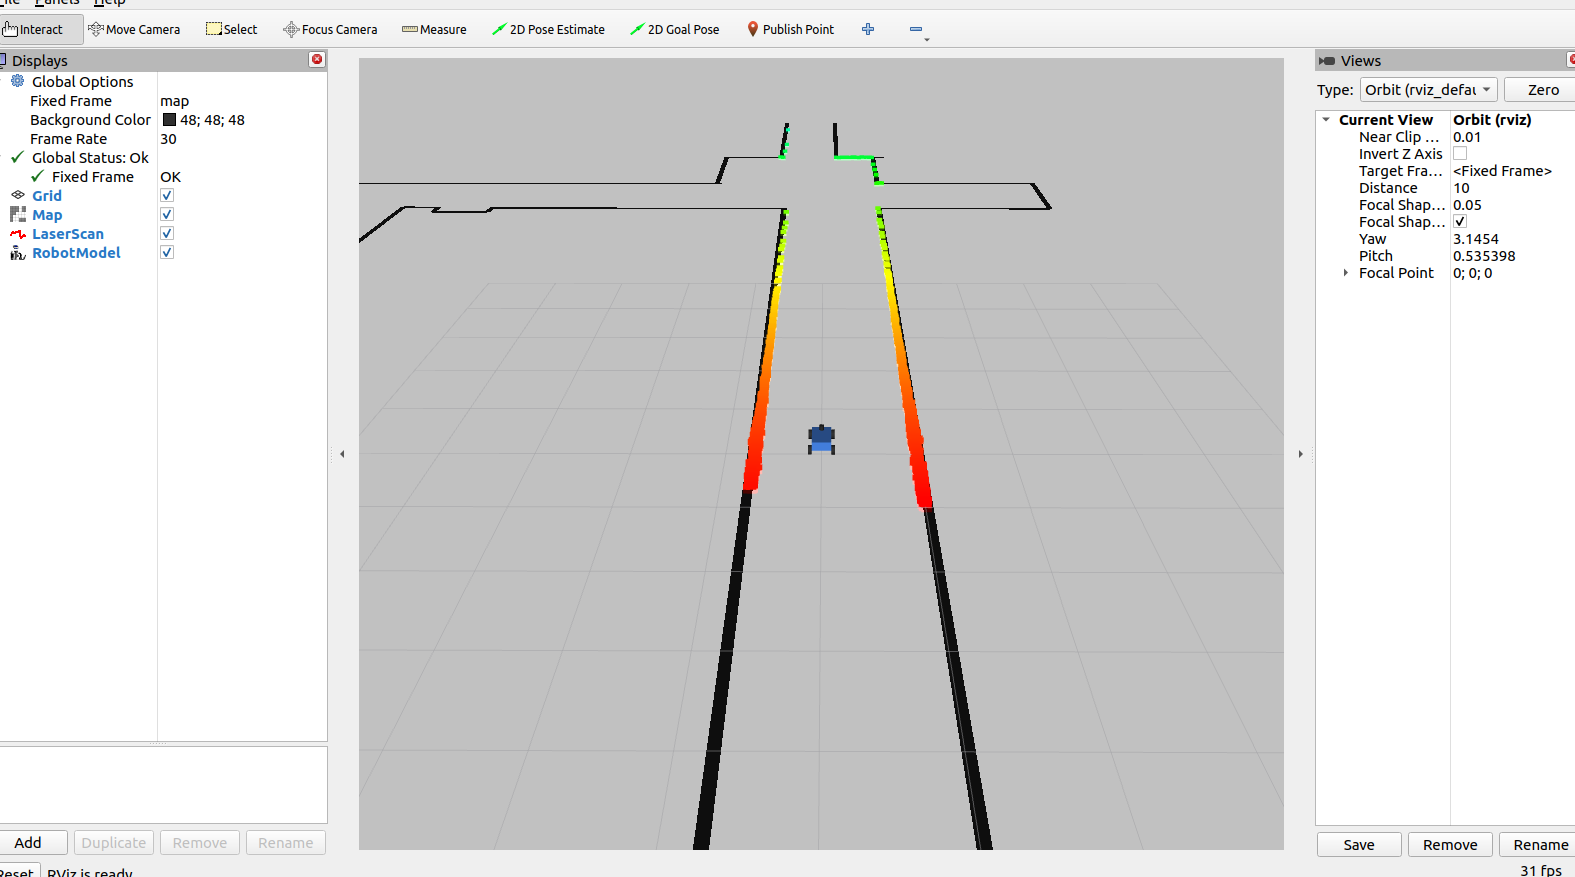 Panels Help
Interact Move Camera Select Focus Camera Measure 2D Pose Estimate 2D Goal Pose Publish Point
Displays
Global Options
Fixed Frame map
Background Color 48; 48; 48
Frame Rate 30
Global Status: Ok
Fixed Frame OK
Grid
Map
LaserScan
RobotModel
Add Duplicate Remove Rename
Reset RViz is ready
Views
Type: Orbit (rviz_defau Zero
Current View Orbit (rviz)
Near Clip ... 0.01
Invert Z Axis
Target Fra... <Fixed Frame>
Distance 10
Focal Shap... 0.05
Focal Shap...
Yaw 3.1454
Pitch 0.535398
Focal Point 0; 0; 0
Save Remove Rename
31 fps